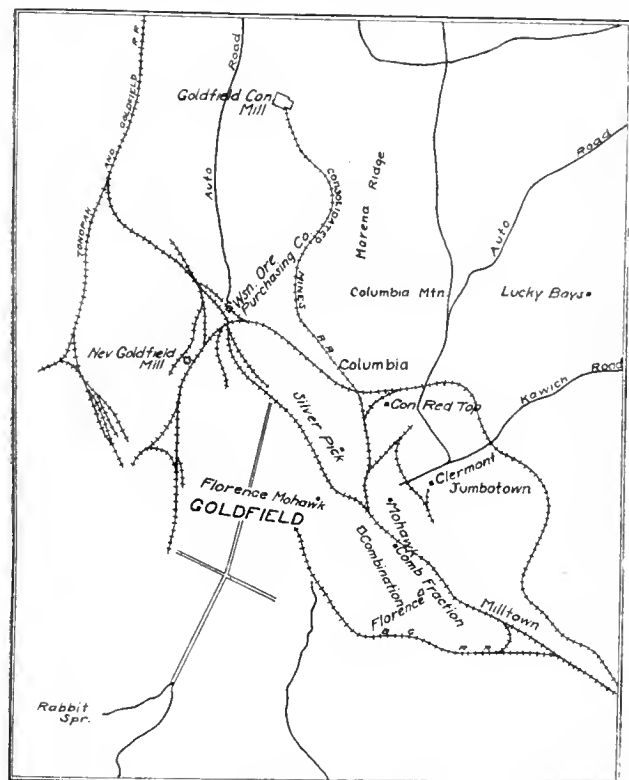 TONOPAH AND GOLDFIELD R.R.
Auto Road
Goldfield Con.
Mill
CONSOLIDATED MINES R.R.
Morena Ridge
Auto Road
Columbia Mtn.
Lucky Boys
Wsn. Ore
Purchasing Co.
Nev Goldfield
Mill
Columbia
Kawich Road
Con. Red Top
Silver Pick
Clermont
Jumbotown
Florence Mohawk
GOLDFIELD
Mohawk
Combination
Comb Fraction
Florence
Milltown
B. G. R. R.
Rabbit
Spr.